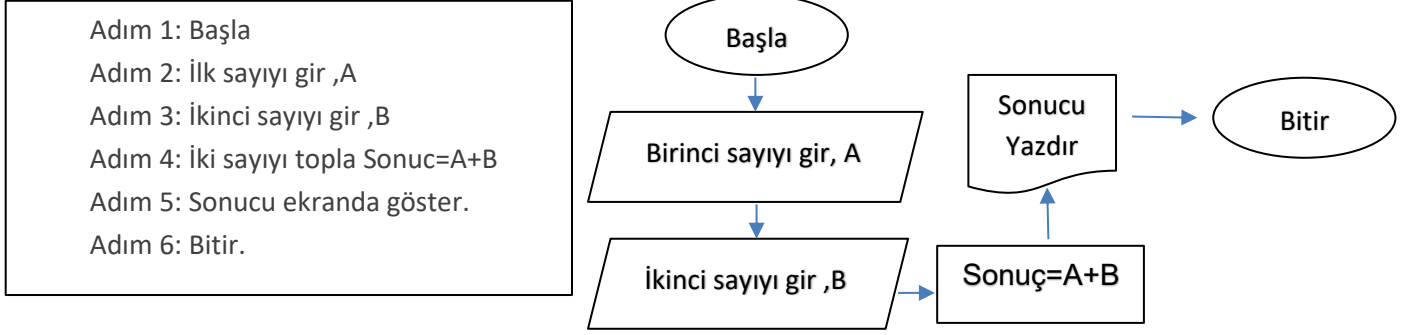 Adım 1: Başla
Adım 2: İlk sayıyı gir ,A
Adım 3: İkinci sayıyı gir ,B
Adım 4: İki sayıyı topla Sonuc=A+B
Adım 5: Sonucu ekranda göster.
Adım 6: Bitir.
Başla
Birinci sayıyı gir, A
İkinci sayıyı gir ,B
Sonuç=A+B
Sonucu
Yazdır
Bitir